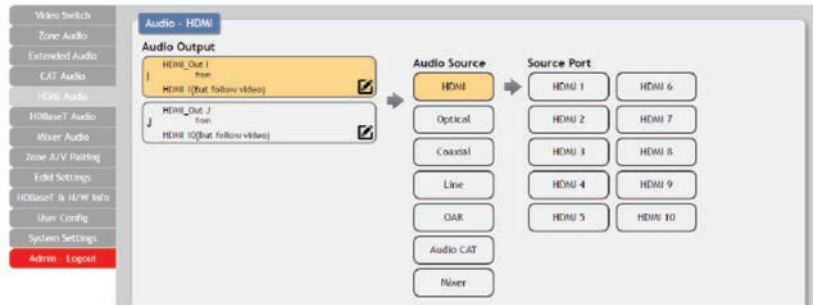 Video Switch
Zone Audio
Extended Audio
CAT Audio
HDMI Audio
HDBaseT Audio
Mixer Audio
Zone A/V Pairing
Edid Settings
HDBaseT & H/W Info
User Config
System Settings
Admin - Logout
Audio - HDMI
Audio Output
I
HDMI_Out I
from
HDMI 1(But follow video)
J
HDMI_Out J
from
HDMI 10(But follow video)
Audio Source
HDMI
Optical
Coaxial
Line
OAR
Audio CAT
Mixer
Source Port
HDMI 1
HDMI 6
HDMI 2
HDMI 7
HDMI 3
HDMI 8
HDMI 4
HDMI 9
HDMI 5
HDMI 10